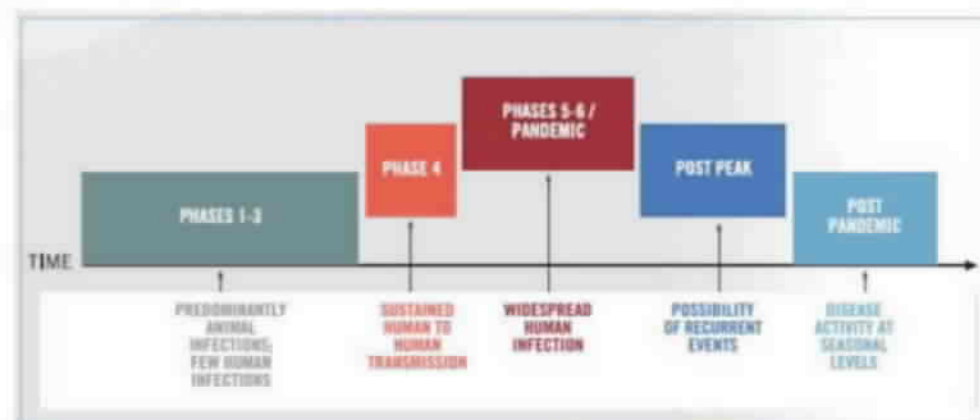 PHASES 5-6 /
PANDEMIC
PHASE 4
POST PEAK
PHASES 1-3
POST
PANDEMIC
TIME
PREDOMINANTLY
ANIMAL
INFECTIONS;
FEW HUMAN
INFECTIONS
SUSTAINED
HUMAN TO
HUMAN
TRANSMISSION
WIDESPREAD
HUMAN
INFECTION
POSSIBILITY
OF RECURRENT
EVENTS
DISEASE
ACTIVITY AT
SEASONAL
LEVELS